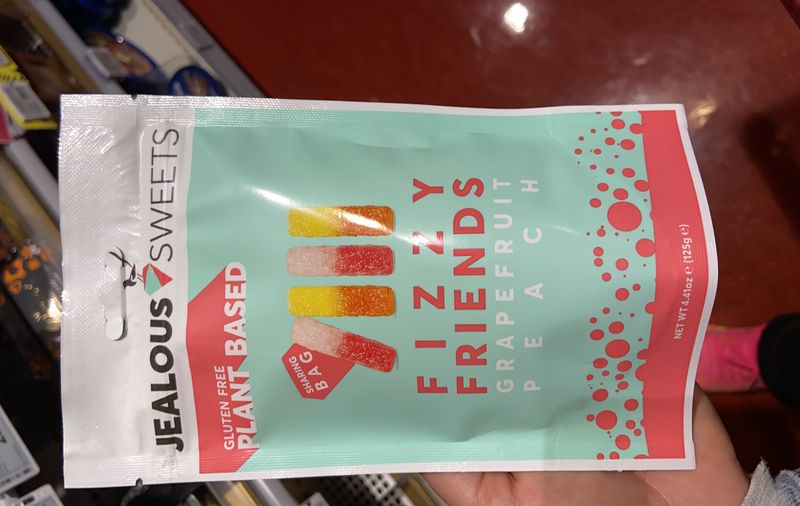 JEALOUS SWEETS
GLUTEN FREE
PLANT BASED
SHARING
BAG
FIZZY
FRIENDS
GRAPEFRUIT
PEACH
NET WT 4.41oz e (125g e)